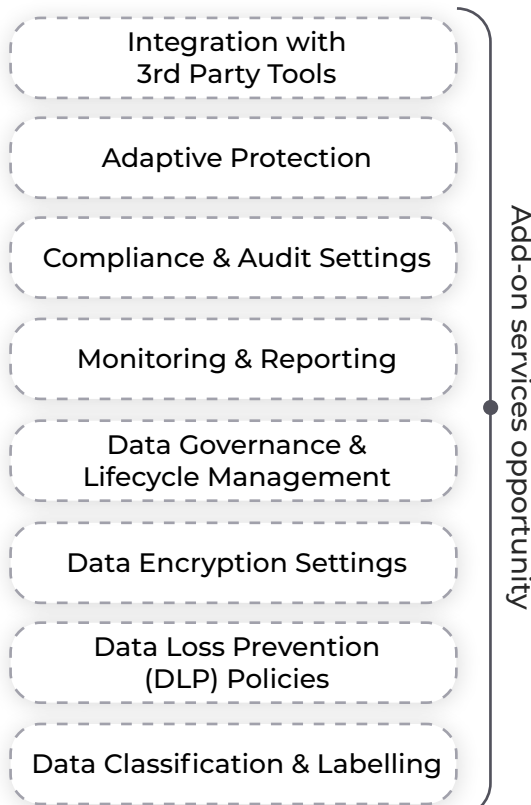 Integration with
3rd Party Tools
Adaptive Protection
Compliance & Audit Settings
Monitoring & Reporting
Data Governance &
Lifecycle Management
Data Encryption Settings
Data Loss Prevention
(DLP) Policies
Data Classification & Labelling
Add-on services opportunity